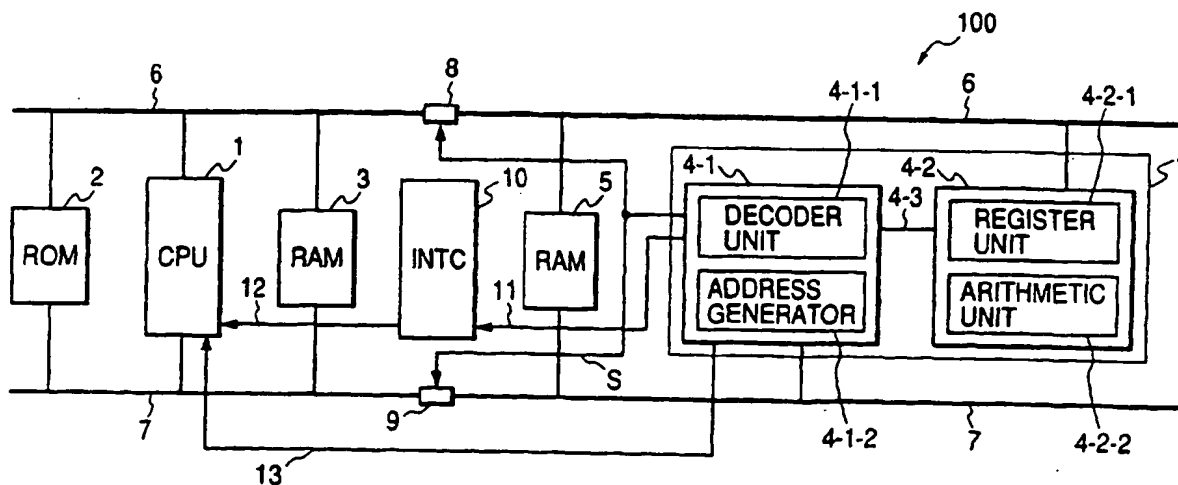 100
6
8
4-1-1
6
4-2-1
2
1
3
10
5
4-1
4-2
4-3
ROM
CPU
RAM
INTC
RAM
DECODER
UNIT
REGISTER
UNIT
ADDRESS
GENERATOR
ARITHMETIC
UNIT
12
11
S
7
9
4-1-2
7
4-2-2
13